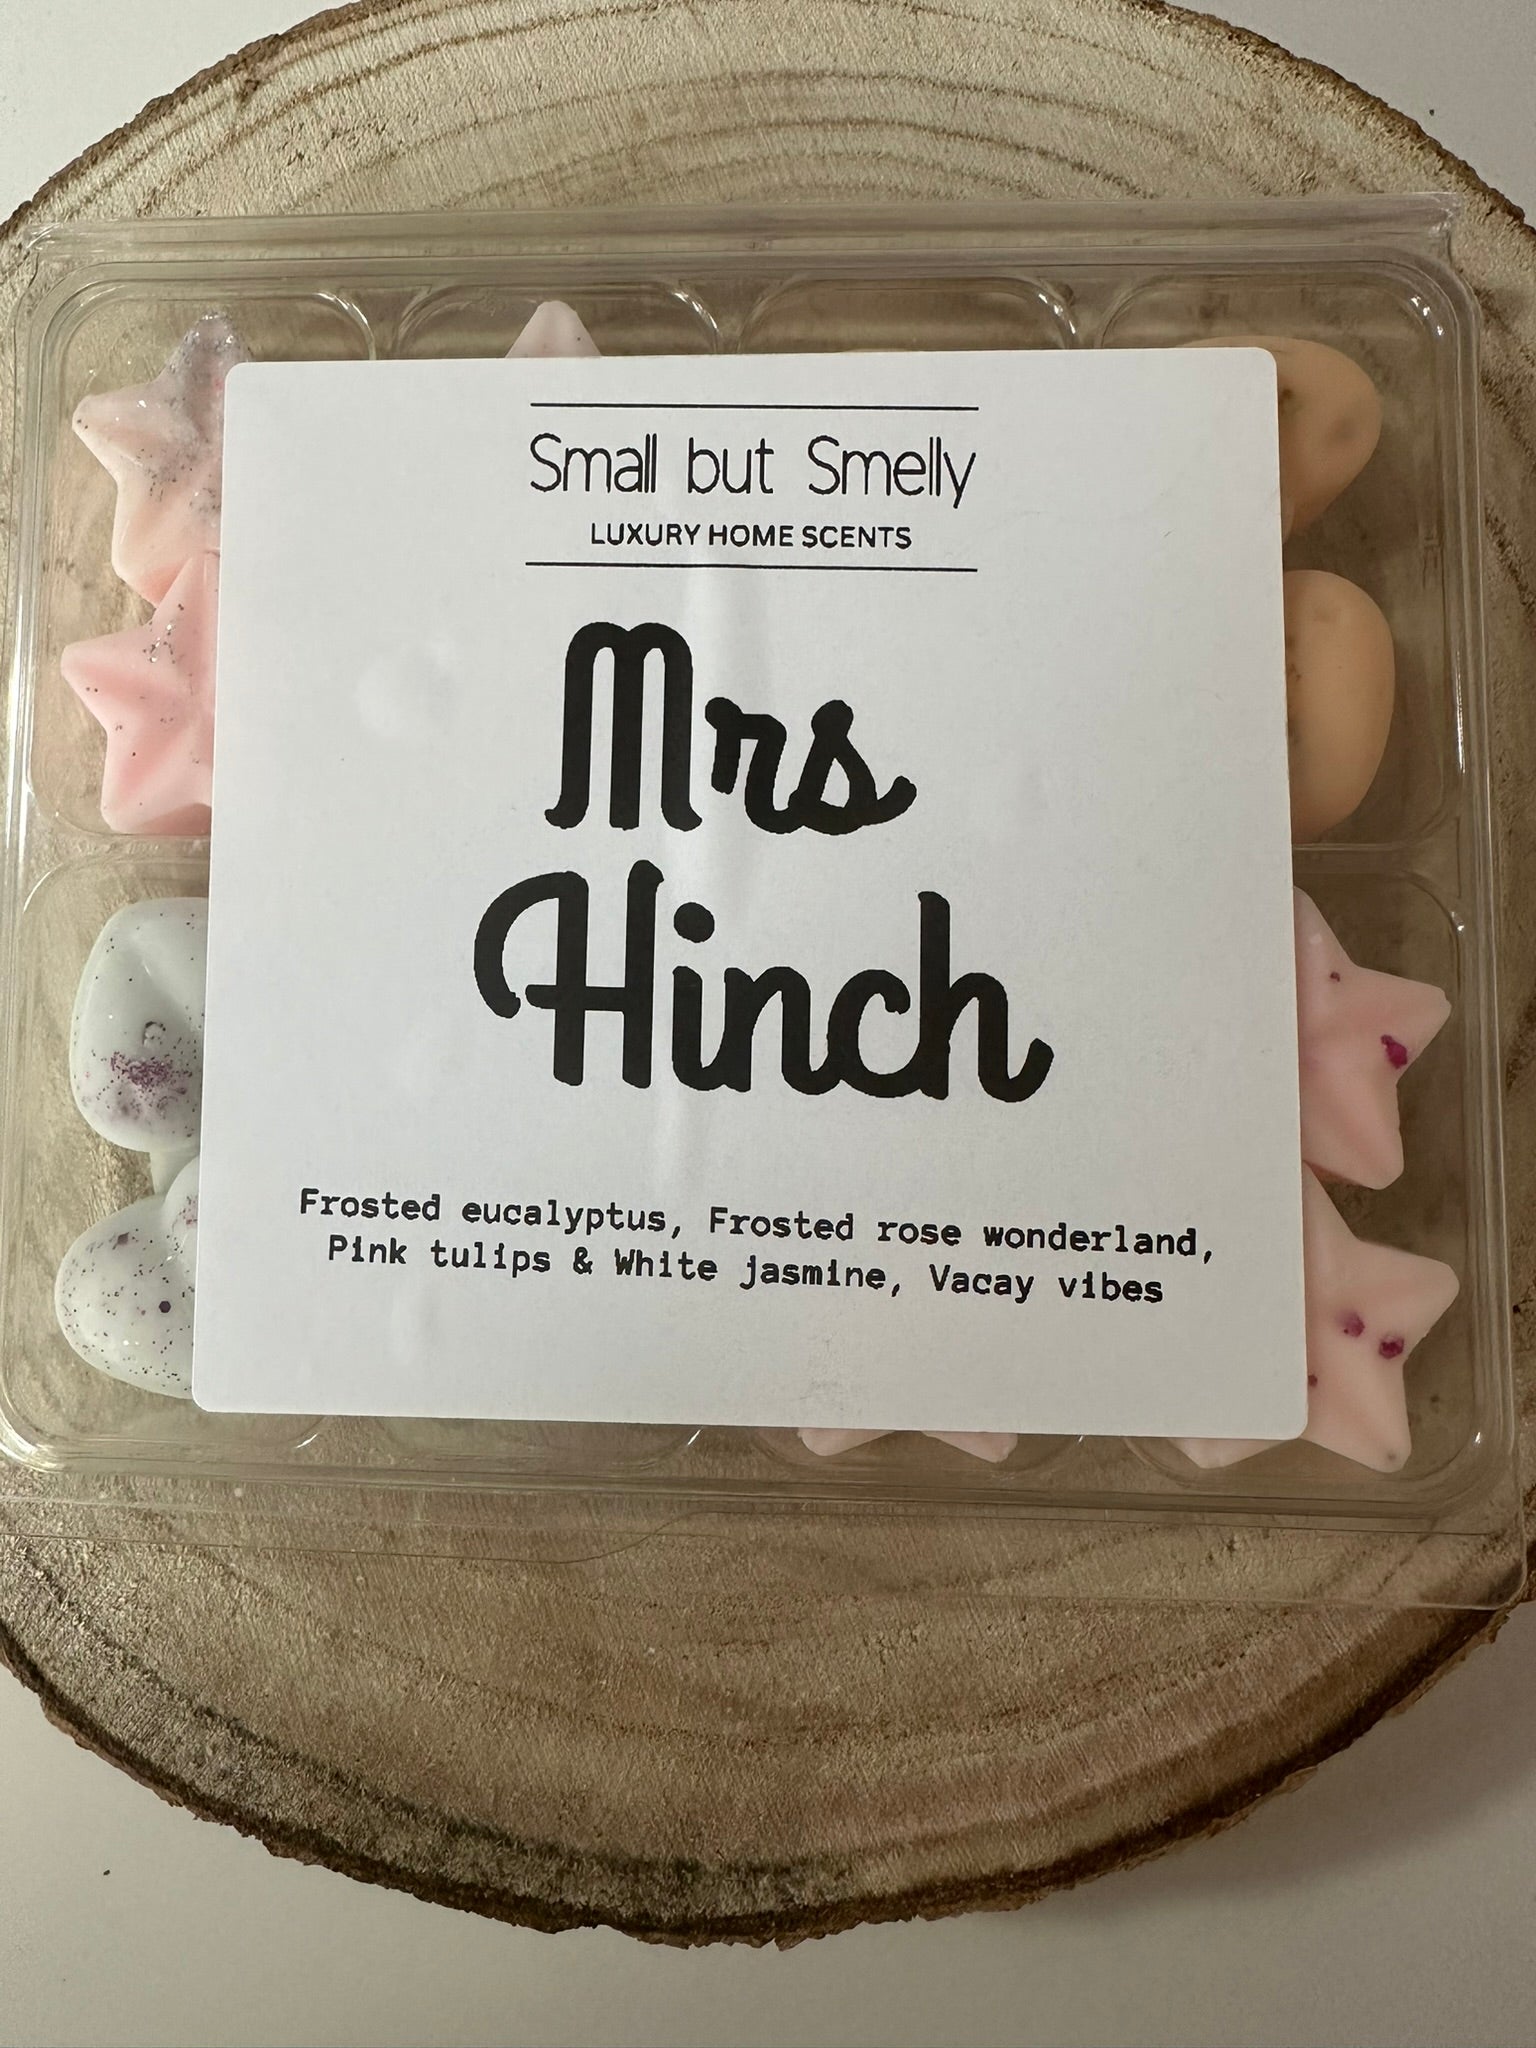 Small but Smelly
LUXURY HOME SCENTS
Mrs
Hinch
Frosted eucalyptus, Frosted rose wonderland,
Pink tulips & White jasmine, Vacay vibes